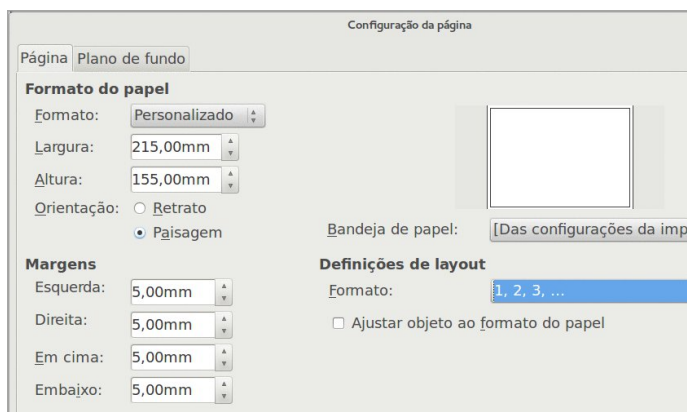 Configuração da página
Página Plano de fundo
Formato do papel
Formato: Personalizado
Largura: 215,00mm
Altura: 155,00mm
Orientação: Retrato
Paisagem
Bandeja de papel: [Das configurações da imp
Margens
Definições de layout
Esquerda: 5,00mm
Formato: 1, 2, 3, ...
Direita: 5,00mm
Ajustar objeto ao formato do papel
Em cima: 5,00mm
Embaixo: 5,00mm